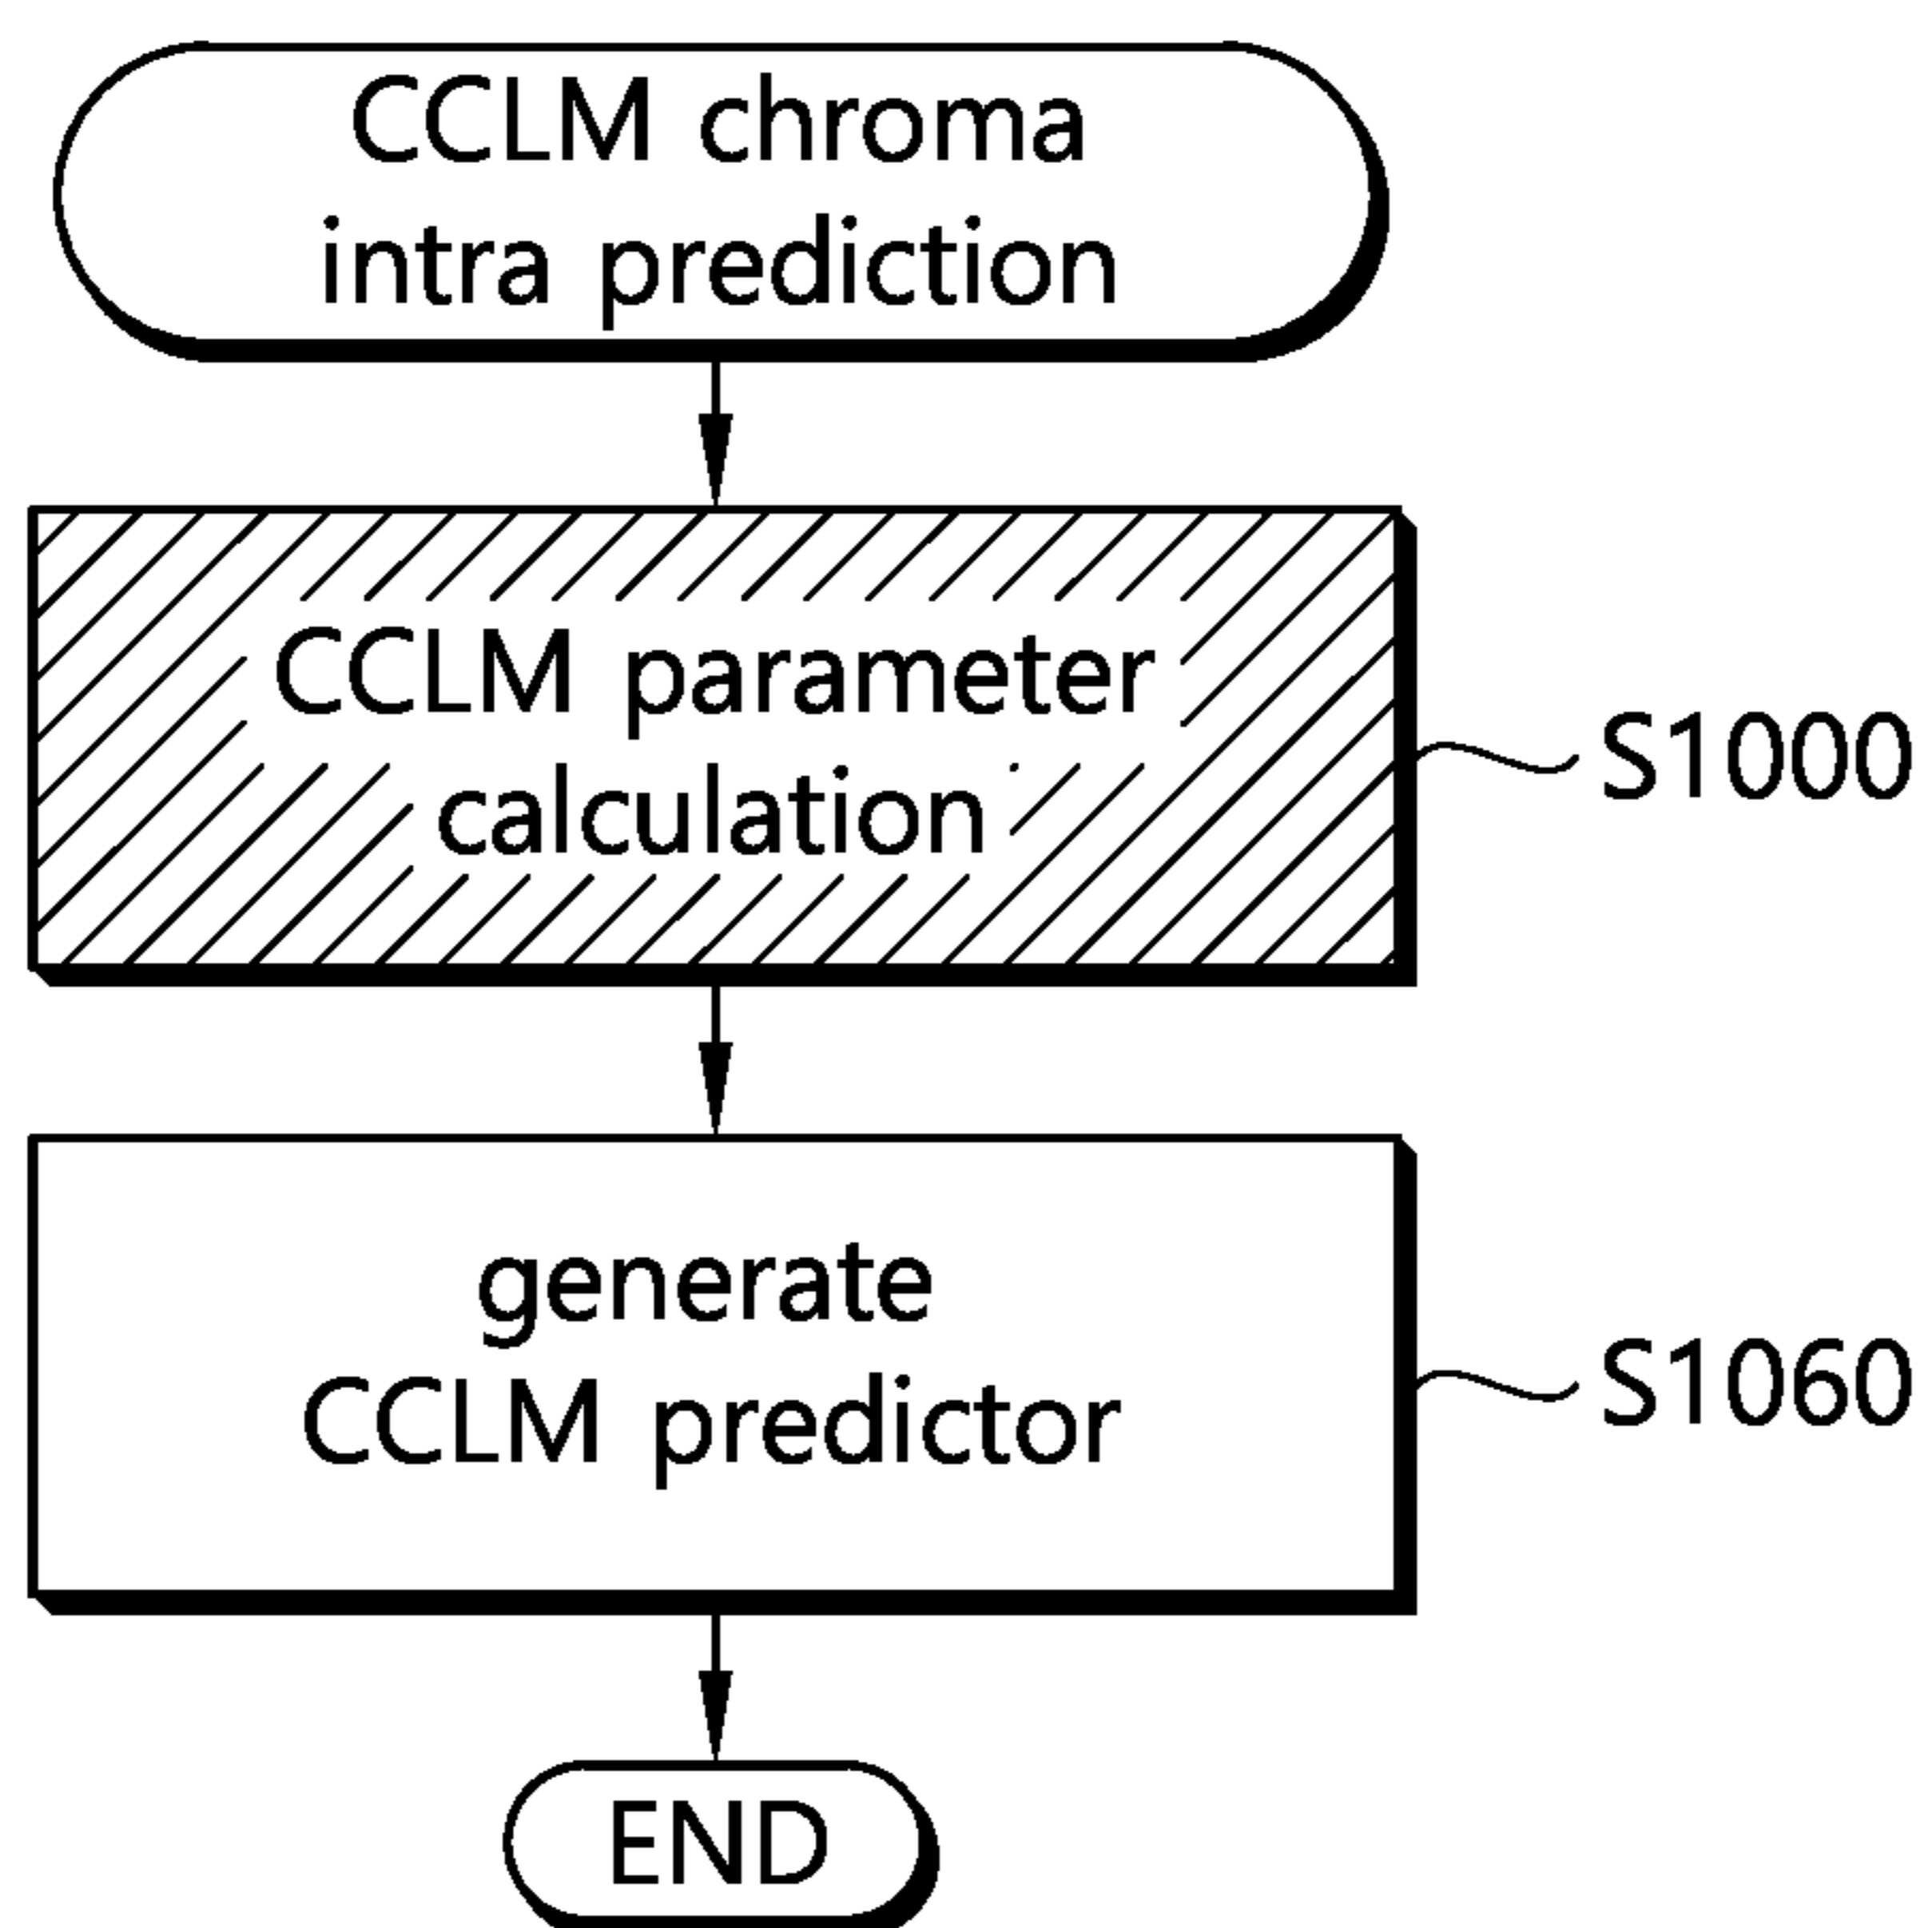 CCLM chroma
intra prediction
CCLM parameter
calculation
S1000
generate
CCLM predictor
S1060
END